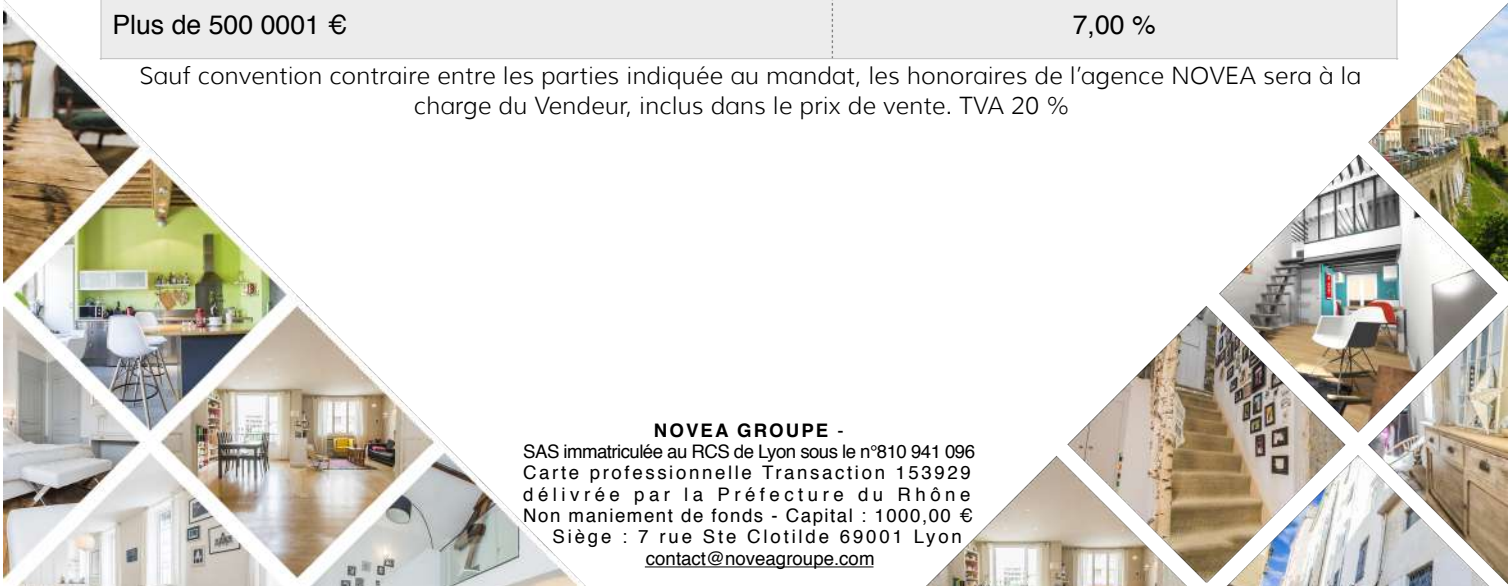 Plus de 500 0001 € 7,00 %
Sauf convention contraire entre les parties indiquée au mandat, les honoraires de l’agence NOVEA sera à la
charge du Vendeur, inclus dans le prix de vente. TVA 20 %
NOVEA GROUPE -
SAS immatriculée au RCS de Lyon sous le n°810 941 096
Carte professionnelle Transaction 153929
délivrée par la Préfecture du Rhône
Non maniement de fonds - Capital : 1000,00 €
Siège : 7 rue Ste Clotilde 69001 Lyon
contact@noveagroupe.com